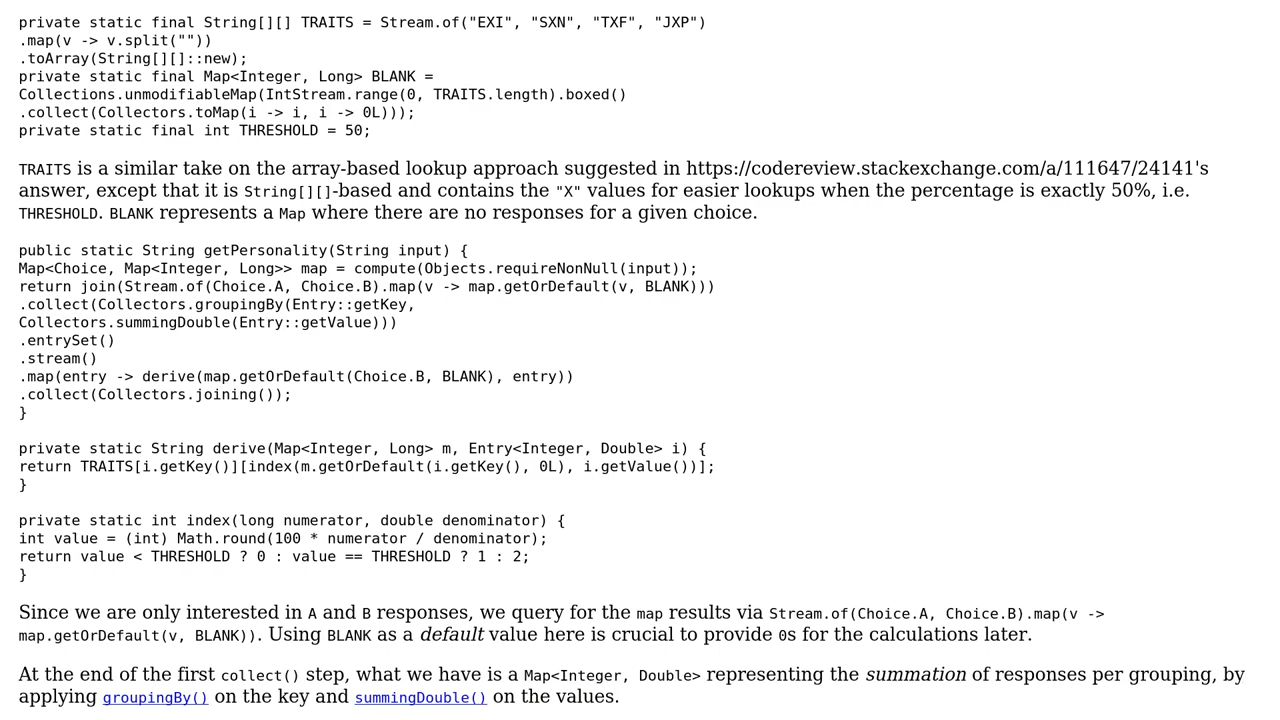 private static final String[][] TRAITS = Stream.of("EXI", "SXN", "TXF", "JXP")
.map(v -> v.split(""))
.toArray(String[][]::new);
private static final Map<Integer, Long> BLANK =
Collections.unmodifiableMap(IntStream.range(0, TRAITS.length).boxed()
.collect(Collectors.toMap(i -> i, i -> 0L)));
private static final int THRESHOLD = 50;
TRAITS is a similar take on the array-based lookup approach suggested in https://codereview.stackexchange.com/a/111647/24141's
answer, except that it is String[][]-based and contains the "X" values for easier lookups when the percentage is exactly 50%, i.e.
THRESHOLD. BLANK represents a Map where there are no responses for a given choice.
public static String getPersonality(String input) {
Map<Choice, Map<Integer, Long>> map = compute(Objects.requireNonNull(input));
return join(Stream.of(Choice.A, Choice.B).map(v -> map.getOrDefault(v, BLANK)))
.collect(Collectors.groupingBy(Entry::getKey,
Collectors.summingDouble(Entry::getValue)))
.entrySet()
.stream()
.map(entry -> derive(map.getOrDefault(Choice.B, BLANK), entry))
.collect(Collectors.joining());
}
private static String derive(Map<Integer, Long> m, Entry<Integer, Double> i) {
return TRAITS[i.getKey()][index(m.getOrDefault(i.getKey(), 0L), i.getValue())];
}
private static int index(long numerator, double denominator) {
int value = (int) Math.round(100 * numerator / denominator);
return value < THRESHOLD ? 0 : value == THRESHOLD ? 1 : 2;
}
Since we are only interested in A and B responses, we query for the map results via Stream.of(Choice.A, Choice.B).map(v ->
map.getOrDefault(v, BLANK)). Using BLANK as a default value here is crucial to provide 0s for the calculations later.
At the end of the first collect() step, what we have is a Map<Integer, Double> representing the summation of responses per grouping, by
applying groupingBy() on the key and summingDouble() on the values.